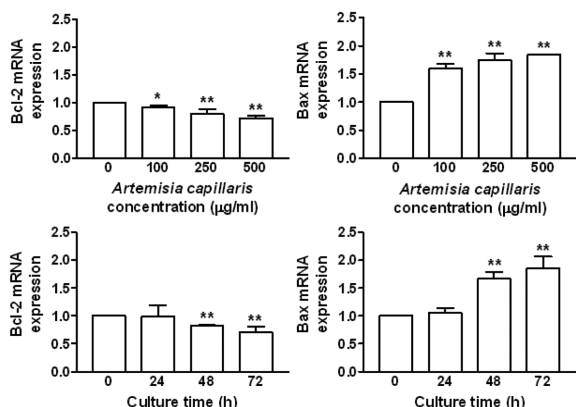 Bcl-2 mRNA
expression
2.5
2.0
1.5
1.0
0.5
0.0
*
**
**
0 100 250 500
Artemisia capillaris
concentration (µg/ml)
Bax mRNA
expression
2.5
2.0
1.5
1.0
0.5
0.0
**
**
**
0 100 250 500
Artemisia capillaris
concentration (µg/ml)
Bcl-2 mRNA
expression
2.5
2.0
1.5
1.0
0.5
0.0
**
**
0 24 48 72
Culture time (h)
Bax mRNA
expression
2.5
2.0
1.5
1.0
0.5
0.0
**
**
0 24 48 72
Culture time (h)